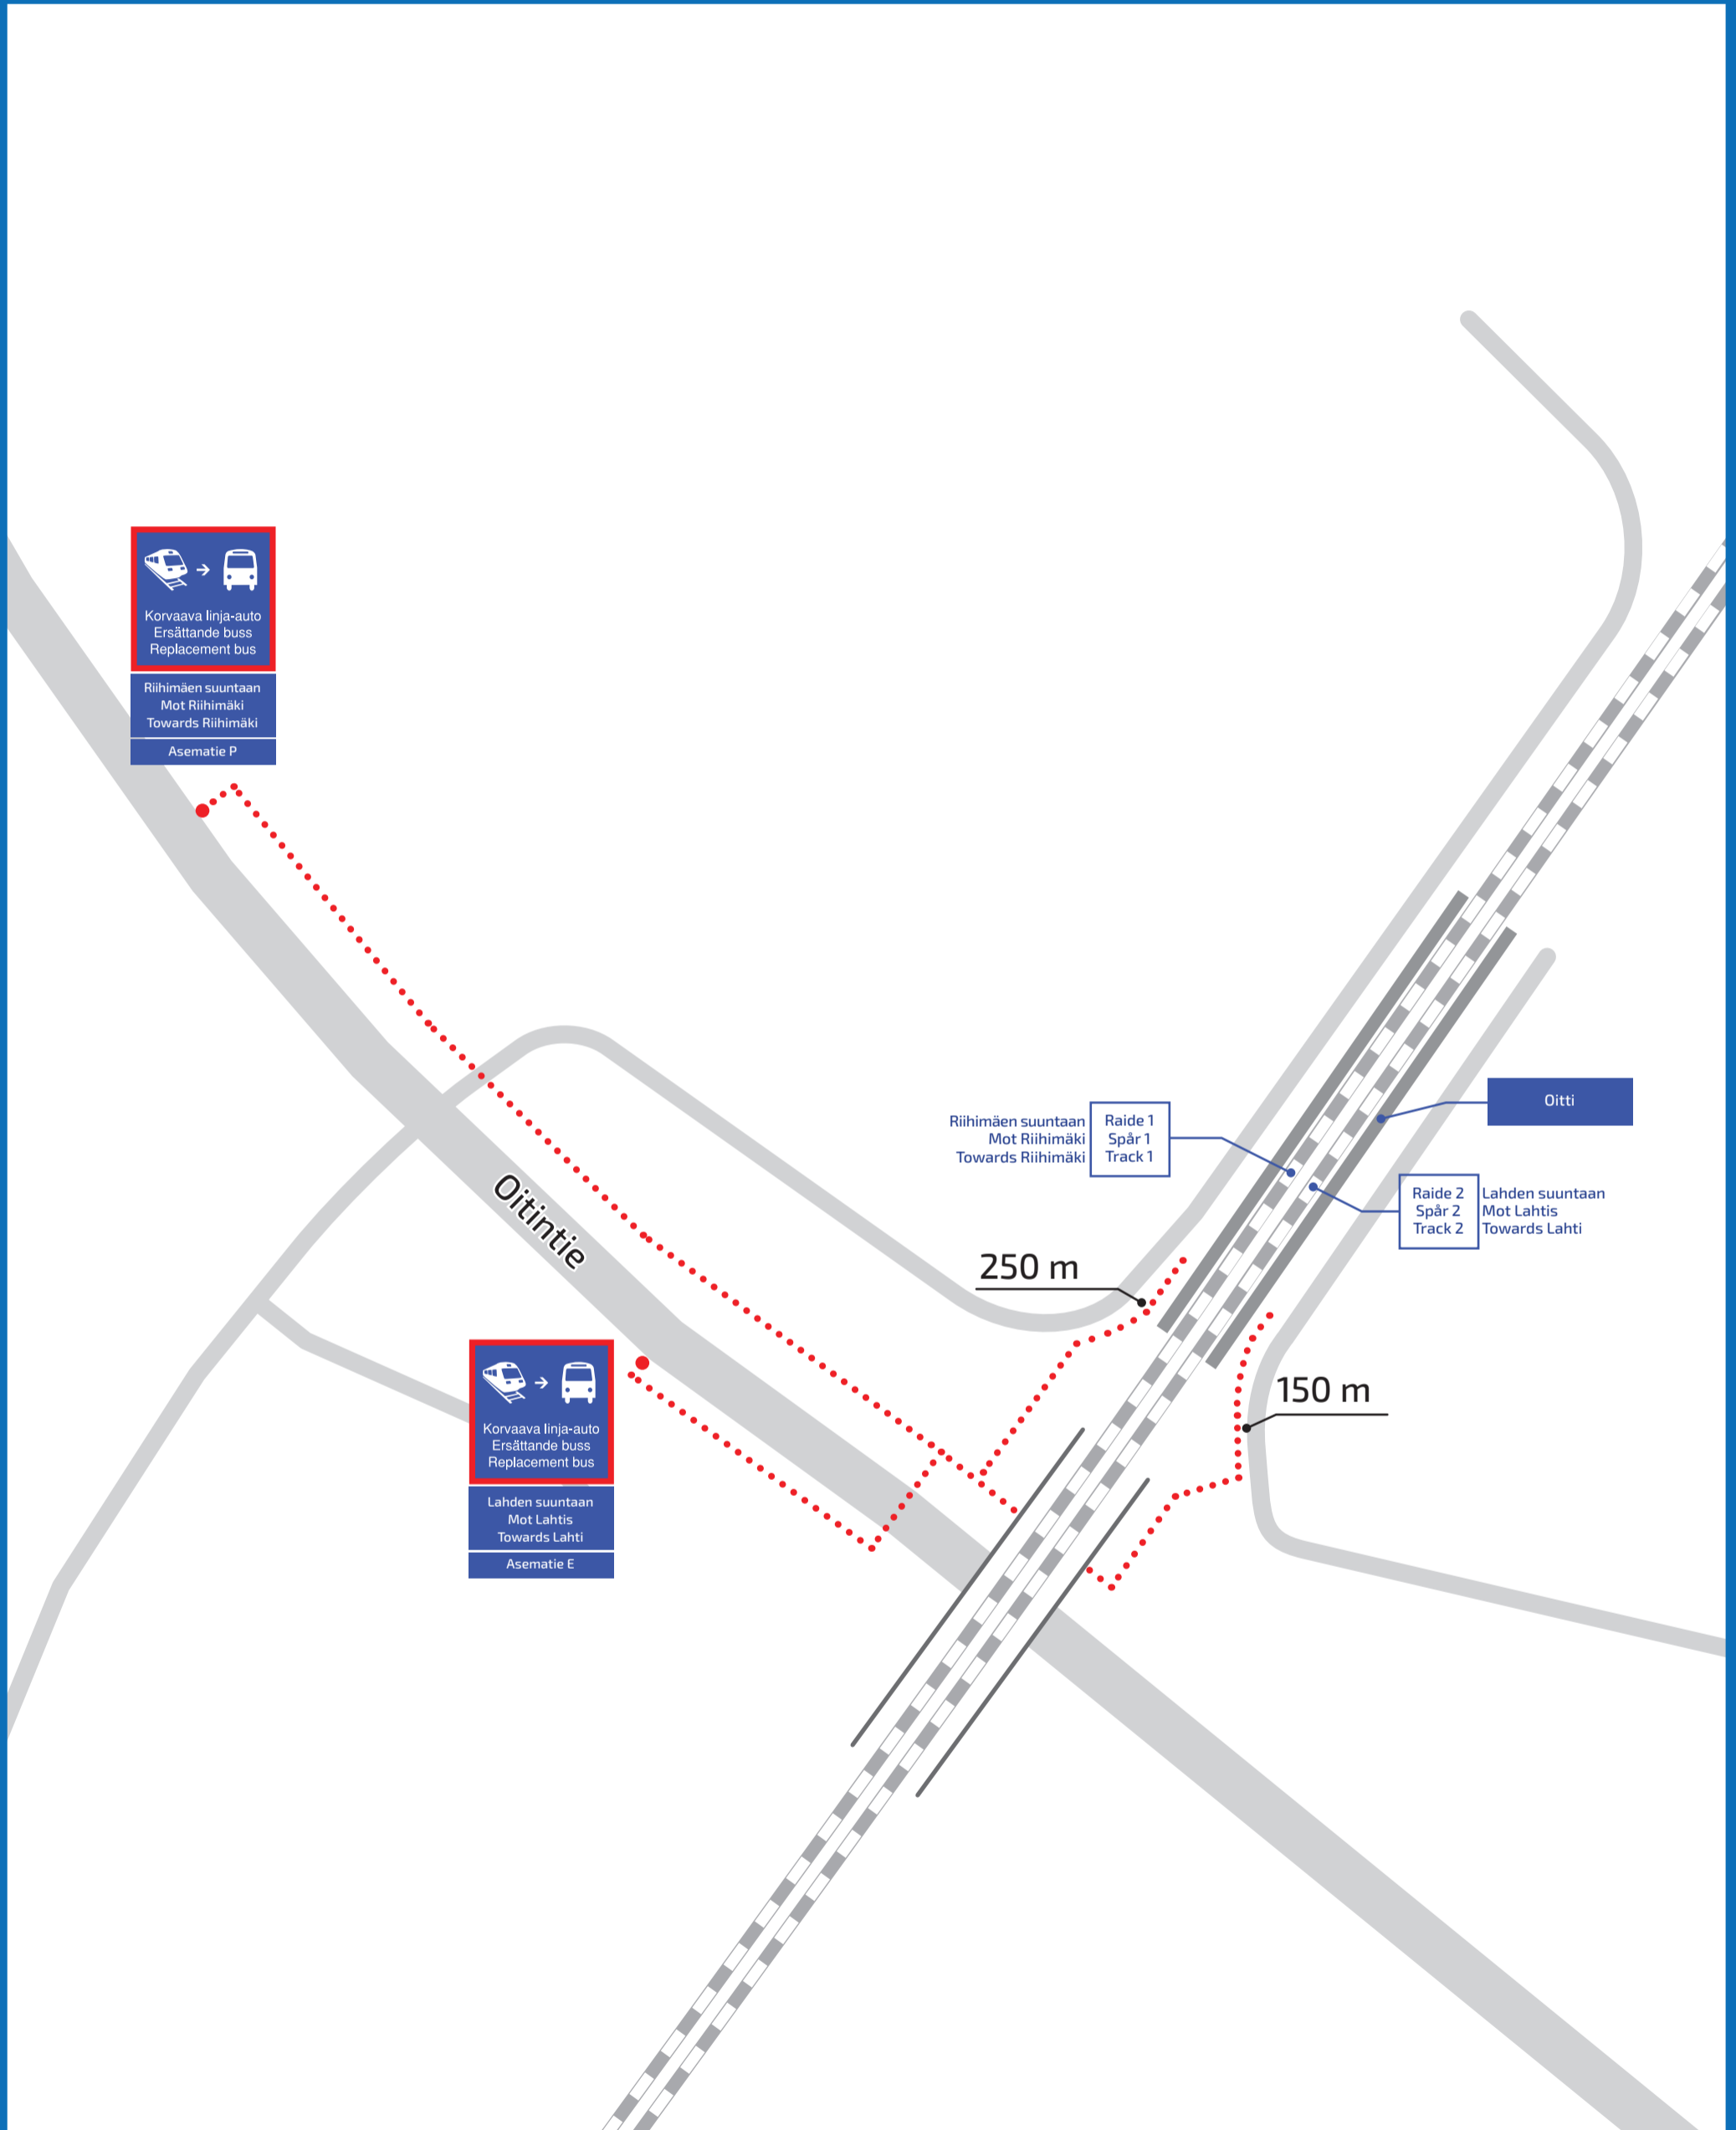 Korvaava linja-auto
Ersättande buss
Replacement bus
Riihimäen suuntaan
Mot Riihimäki
Towards Riihimäki
Asematie P
Oitintie
Riihimäen suuntaan
Mot Riihimäki
Towards Riihimäki
Raide 1
Spår 1
Track 1
Oitti
Raide 2
Spår 2
Track 2
Lahden suuntaan
Mot Lahtis
Towards Lahti
250 m
150 m
Korvaava linja-auto
Ersättande buss
Replacement bus
Lahden suuntaan
Mot Lahtis
Towards Lahti
Asematie E